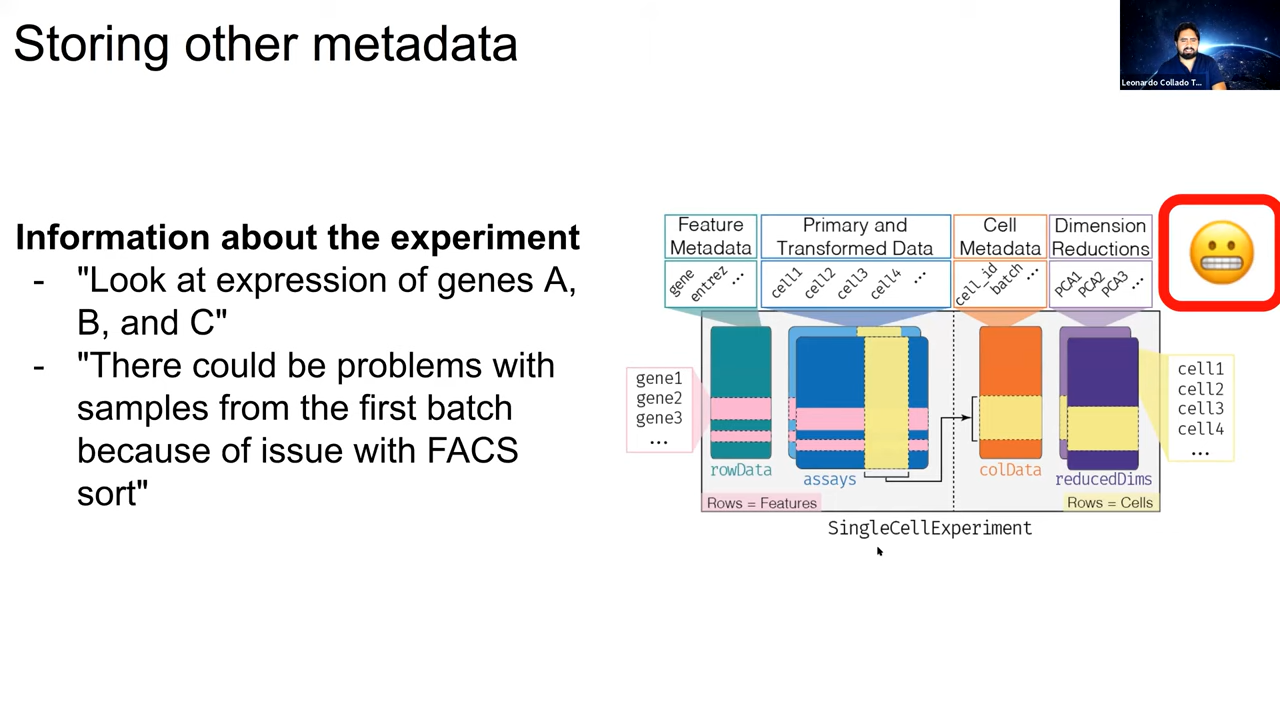 Storing other metadata
Leonardo Collado T...
Information about the experiment
- "Look at expression of genes A,
B, and C"
- "There could be problems with
samples from the first batch
because of issue with FACS
sort"
Feature
Metadata
Primary and
Transformed Data
Cell
Metadata
Dimension
Reductions
gene
entrez
...
cell1
cell2
cell3
cell4
...
cell_id
batch
...
PCA1
PCA2
PCA3
...
gene1
gene2
gene3
...
cell1
cell2
cell3
cell4
...
rowData
assays
colData
reducedDims
Rows = Features
Rows = Cells
SingleCellExperiment